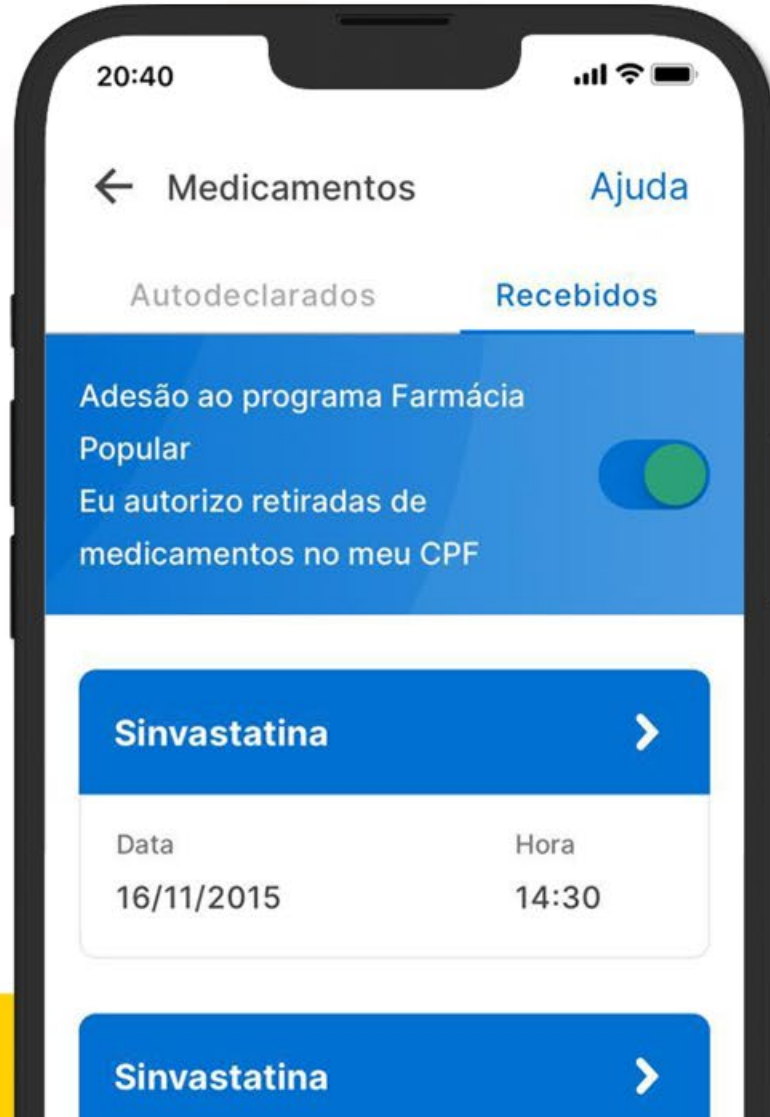 20:40
Medicamentos
Ajuda
Autodeclarados
Recebidos
Adesão ao programa Farmácia
Popular
Eu autorizo retiradas de
medicamentos no meu CPF
Sinvastatina
Data
Hora
16/11/2015
14:30
Sinvastatina